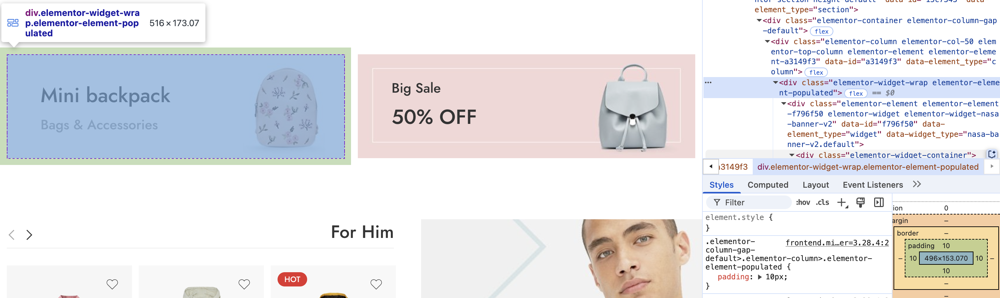 div.elementor-widget-wra
p.elementor-element-pop
ulated
516 × 173.07
Mini backpack
Bags & Accessories
Big Sale
50% OFF
For Him
HOT
element_type="section">
<div class="elementor-container elementor-column-gap
-default"> flex
<div class="elementor-column elementor-col-50 elem
entor-top-column elementor-element elementor-eleme
nt-a3149f3" data-id="a3149f3" data-element_type="c
olumn"> flex
<div class="elementor-widget-wrap elementor-eleme
nt-populated"> flex == $0
<div class="elementor-element elementor-element
-f796f50 elementor-widget elementor-widget-nasa
-banner-v2" data-id="f796f50" data-
element_type="widget" data-widget_type="nasa-ba
nner-v2.default">
<div class="elementor-widget-container">
a3149f3 div.elementor-widget-wrap.elementor-element-populated
Styles Computed Layout Event Listeners
Filter :hov .cls
element.style {
}
.elementor- frontend.mi…er=3.28.4:2
column-gap-
default>.elementor-column>.elementor-
element-populated {
padding: 10px;
}
ion 0
argin –
border –
padding 10
– 10 496×153.070 10 –
10
–
–